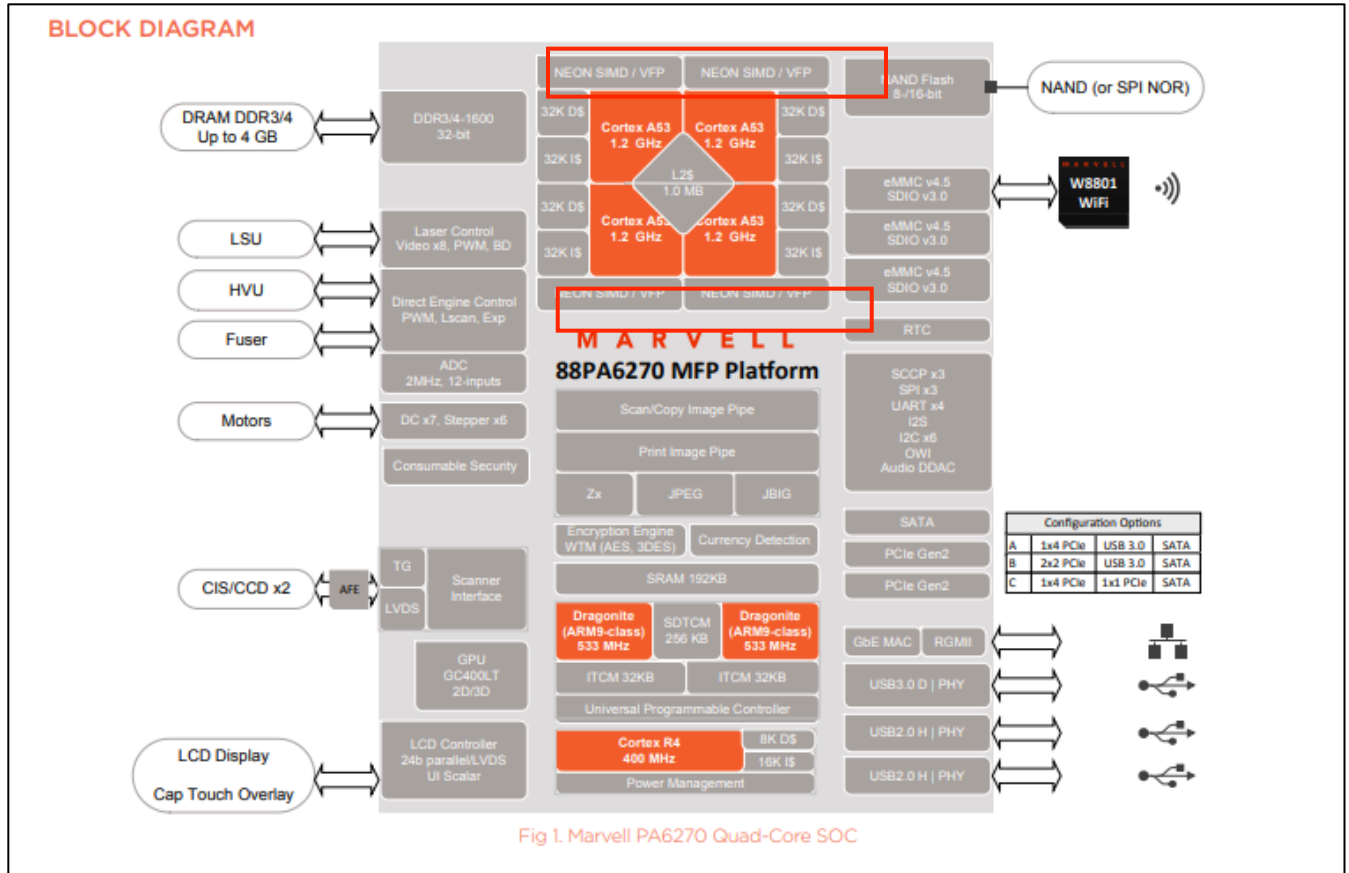 BLOCK DIAGRAM
DRAM DDR3/4
Up to 4 GB
LSU
HVU
Fuser
Motors
CIS/CCD x2
AFE
LCD Display
Cap Touch Overlay
DDR3/4-1600
32-bit
Laser Control
Video x8, PWM, BD
Direct Engine Control
PWM, Lscan, Exp
ADC
2MHz, 12-inputs
DC x7, Stepper x6
Consumable Security
TG
LVDS
Scanner
Interface
GPU
GC400LT
2D/3D
LCD Controller
24b parallel/LVDS
UI Scalar
NEON SIMD / VFP
NEON SIMD / VFP
32K D$
Cortex A53
1.2 GHz
Cortex A53
1.2 GHz
32K D$
32K I$
32K I$
L2$
1.0 MB
32K D$
Cortex A53
1.2 GHz
Cortex A53
1.2 GHz
32K D$
32K I$
32K I$
NEON SIMD / VFP
NEON SIMD / VFP
MARVELL
88PA6270 MFP Platform
Scan/Copy Image Pipe
Print Image Pipe
Zx
JPEG
JBIG
Encryption Engine
WTM (AES, 3DES)
Currency Detection
SRAM 192KB
Dragonite
(ARM9-class)
533 MHz
SDTCM
256 KB
Dragonite
(ARM9-class)
533 MHz
ITCM 32KB
ITCM 32KB
Universal Programmable Controller
Cortex R4
400 MHz
8K D$
16K I$
Power Management
NAND Flash
8-/16-bit
eMMC v4.5
SDIO v3.0
eMMC v4.5
SDIO v3.0
eMMC v4.5
SDIO v3.0
RTC
SCCP x3
SPI x3
UART x4
I2S
I2C x6
OWI
Audio DDAC
SATA
PCIe Gen2
PCIe Gen2
GbE MAC
RGMII
USB3.0 D | PHY
USB2.0 H | PHY
USB2.0 H | PHY
NAND (or SPI NOR)
MARVELL
W8801
WiFi
Configuration Options
A 1x4 PCIe USB 3.0 SATA
B 2x2 PCIe USB 3.0 SATA
C 1x4 PCIe 1x1 PCIe SATA
Fig 1. Marvell PA6270 Quad-Core SOC